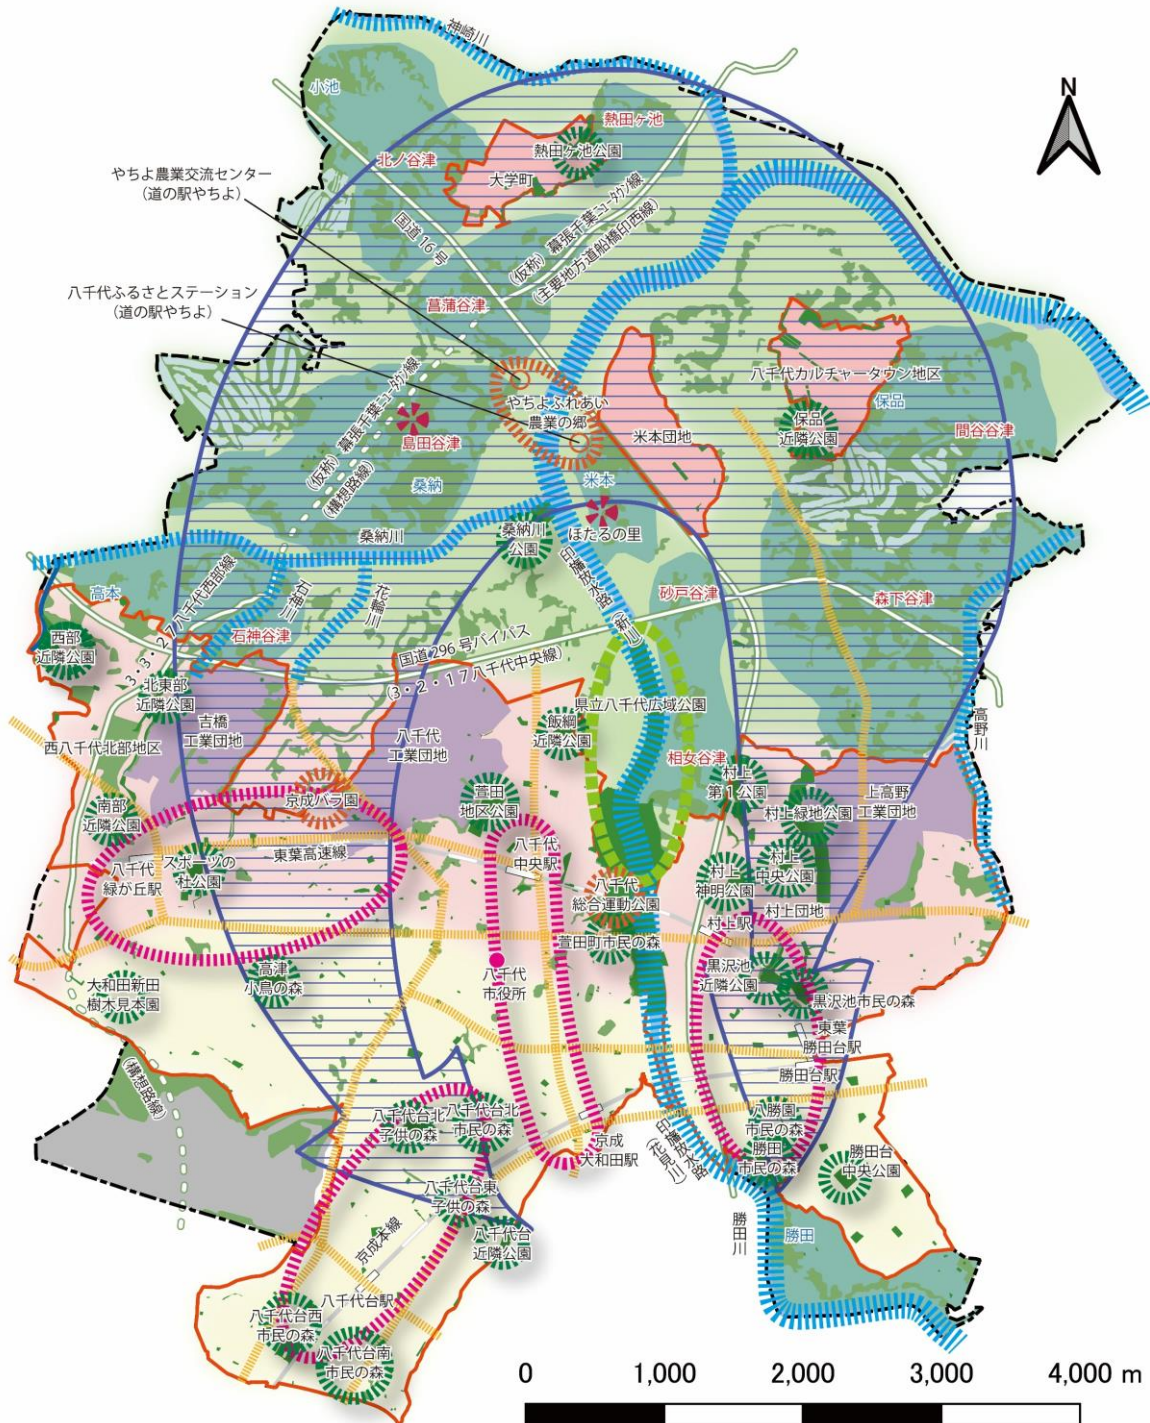 神崎川
N
小池
熱田ヶ池
熱田ヶ池公園
北ノ谷津
大学町
やちよ農業交流センター
(道の駅やちよ)
国道16号
(仮称)幕張千葉ニュータウン線
(主要地方道船橋印西線)
八千代ふるさとステーション
(道の駅やちよ)
菖蒲谷津
やちよふれあい
農業の郷
八千代カルチャータウン地区
保品
保品
近隣公園
間谷谷津
米本団地
(仮称)幕張千葉ニュータウン線
(構想路線)
島田谷津
桑納
米本
ほたるの里
桑納川
桑納川
公園
印旛放水路
(新川)
砂戸谷津
森下谷津
高本
3・3・27八千代西部線
石神川
花輪川
石神谷津
国道296号バイパス
(3・2・17八千代中央線)
西部
近隣公園
北東部
近隣公園
吉橋
工業団地
八千代
工業団地
飯綱
近隣公園
県立八千代広域公園
高野川
西八千代北部地区
相女谷津
村上
第1公園
村上緑地公園
上高野
工業団地
南部
近隣公園
京成バラ園
萱田
地区公園
東葉高速線
八千代
緑が丘駅
スポーツの
杜公園
八千代
中央駅
八千代
総合運動公園
村上
神明公園
村上
中央公園
村上団地
村上駅
萱田町市民の森
大和田新田
樹木見本園
高津
小鳥の森
八千代
市役所
黒沢池
近隣公園
黒沢池市民の森
東葉
勝田台駅
勝田台駅
(構想路線)
八千代台北
子供の森
八千代台北
市民の森
京成
大和田駅
印旛放水路
(花見川)
八勝園
市民の森
勝田
市民の森
勝田台
中央公園
八千代台東
子供の森
八千代台
近隣公園
勝田川
勝田
京成本線
八千代台駅
八千代台西
市民の森
八千代台南
市民の森
0 1,000 2,000 3,000 4,000 m